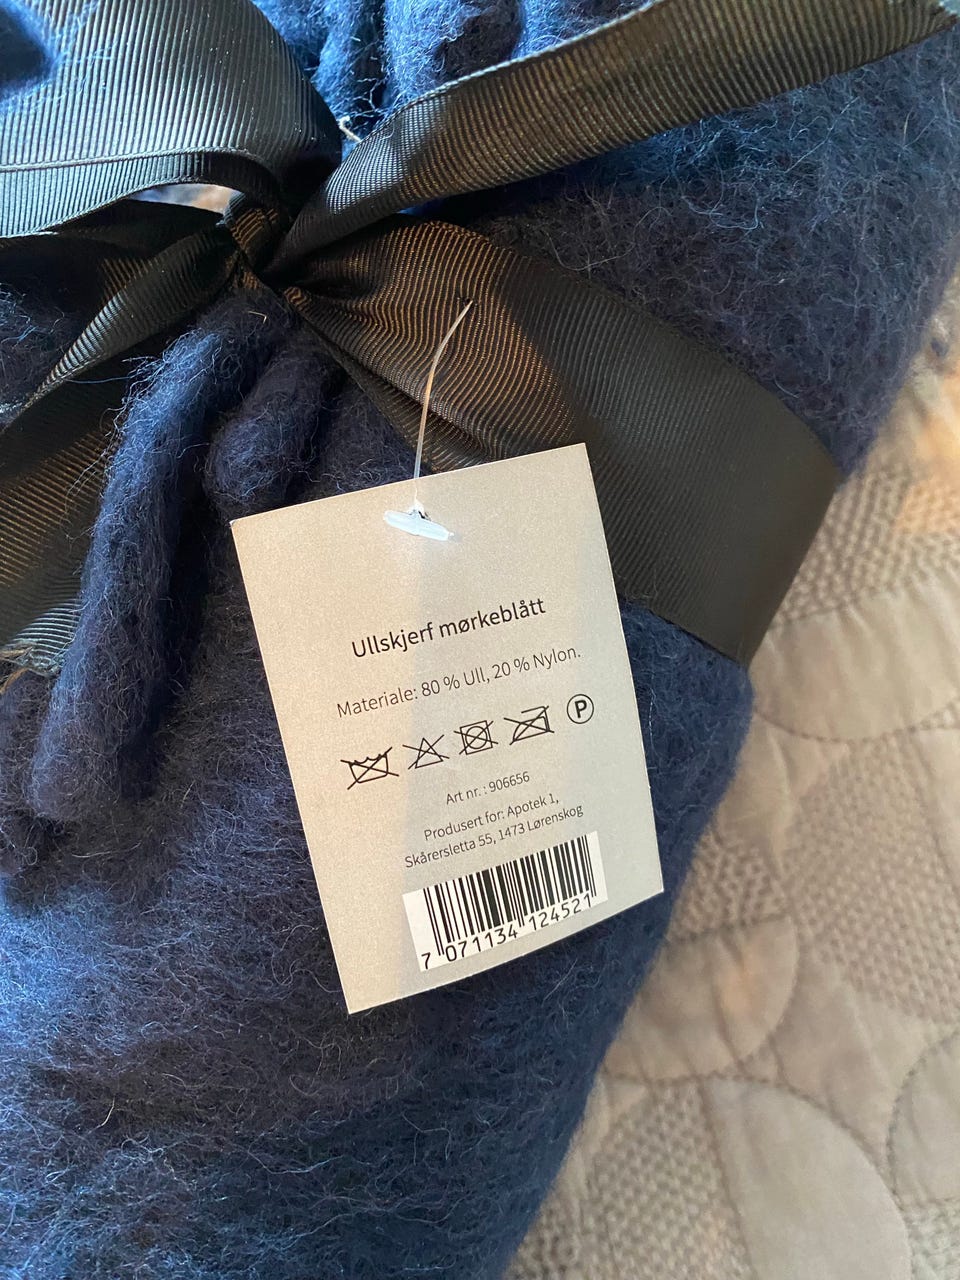 Ullskjerf mørkeblått
Materiale: 80 % Ull, 20 % Nylon.
P
Art nr. : 906656
Produsert for: Apotek 1,
Skårersletta 55, 1473 Lørenskog
7 071134 124521